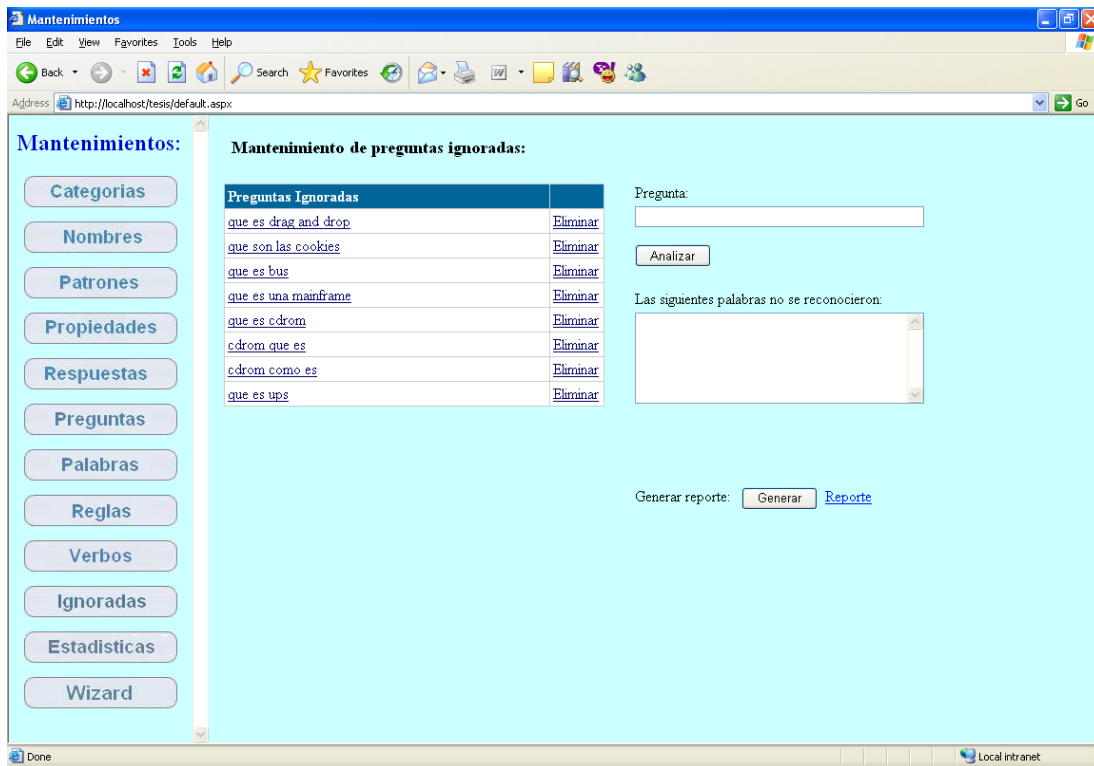 Mantenimientos
File Edit View Favorites Tools Help
Back Search Favorites
Address http://localhost/tesis/default.aspx Go
Mantenimientos:
Categorias
Nombres
Patrones
Propiedades
Respuestas
Preguntas
Palabras
Reglas
Verbos
Ignoradas
Estadisticas
Wizard
Mantenimiento de preguntas ignoradas:
Preguntas Ignoradas
que es drag and drop Eliminar
que son las cookies Eliminar
que es bus Eliminar
que es una mainframe Eliminar
que es cdrom Eliminar
cdrom que es Eliminar
cdrom como es Eliminar
que es ups Eliminar
Pregunta:
Analizar
Las siguientes palabras no se reconocieron:
Generar reporte: Generar Reporte
Done Local intranet